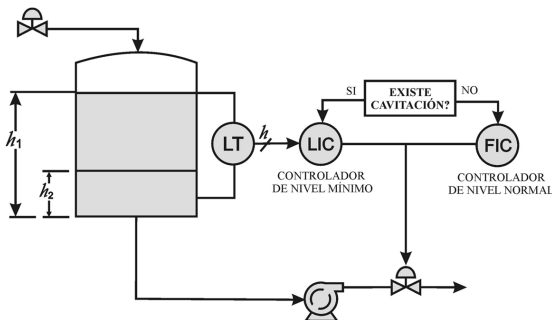 SI
EXISTE
CAVITACIÓN?
NO
h1
h2
LT
h
LIC
FIC
CONTROLADOR
DE NIVEL MÍNIMO
CONTROLADOR
DE NIVEL NORMAL